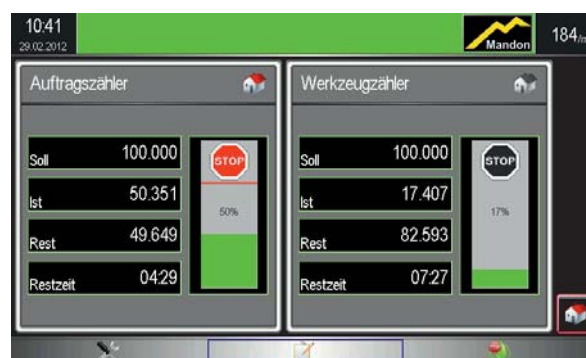 10:41
29.02.2012
Mandon
184/m
Auftragszähler
Soll 100.000
Ist 50.351
Rest 49.649
Restzeit 04:29
STOP
50%
Werkzeugzähler
Soll 100.000
Ist 17.407
Rest 82.593
Restzeit 07:27
STOP
17%